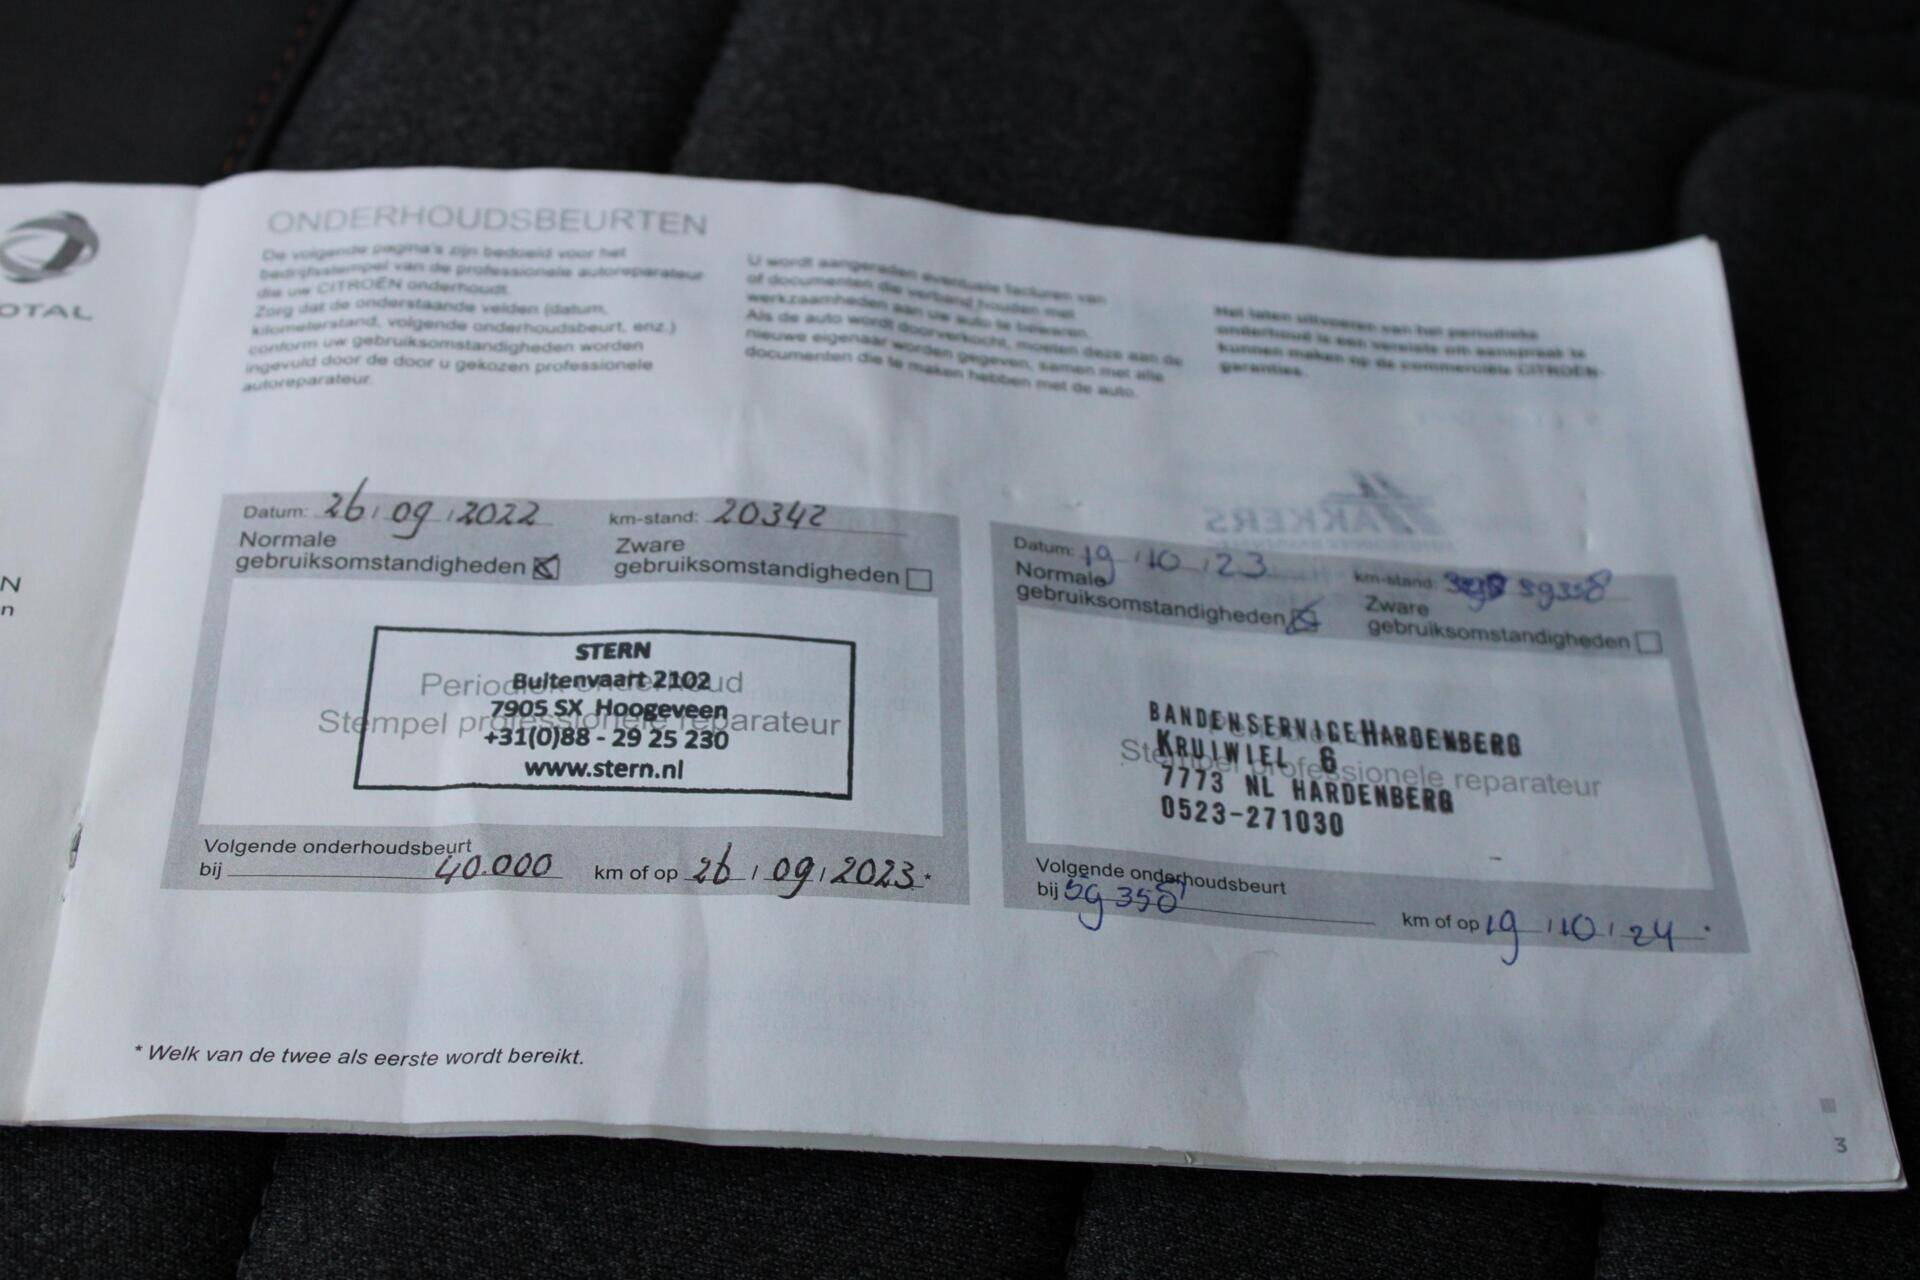 OTAL
N
n
ONDERHOUDSBEURTEN
De volgende pagina's zijn bedoeld voor het
bedrijfsstempel van de professionele autoreparateur
die uw CITROËN onderhoudt.
Zorg dat de onderstaande velden (datum,
kilometerstand, volgende onderhoudsbeurt, enz.)
conform uw gebruiksomstandigheden worden
ingevuld door de door u gekozen professionele
autoreparateur.
U wordt aangeraden eventuele facturen van
of documenten die verband houden met
werkzaamheden aan uw auto te bewaren.
Als de auto wordt doorverkocht, moeten deze aan de
nieuwe eigenaar worden gegeven, samen met alle
documenten die te maken hebben met de auto.
Het laten uitvoeren van het periodieke
onderhoud is een vereiste om aanspraak te
kunnen maken op de commerciële CITROËN-
garanties.
Datum: 26 / 09 / 2022 km-stand: 20342
Normale
gebruiksomstandigheden
Zware
gebruiksomstandigheden
Periodiek onderhoud
Stempel professionele reparateur
STERN
Buitenvaart 2102
7905 SX Hoogeveen
+31(0)88 - 29 25 230
www.stern.nl
Volgende onderhoudsbeurt
bij 40.000 km of op 26 / 09 / 2023 *
Datum: 19 / 10 / 23 km-stand: 39358
Normale
gebruiksomstandigheden
Zware
gebruiksomstandigheden
Stempel professionele reparateur
BANDENSERVICE HARDENBERG
KRUIWIEL 6
7773 NL HARDENBERG
0523-271030
Volgende onderhoudsbeurt
bij 59358 km of op 19 / 10 / 24 *
* Welk van de twee als eerste wordt bereikt.
3